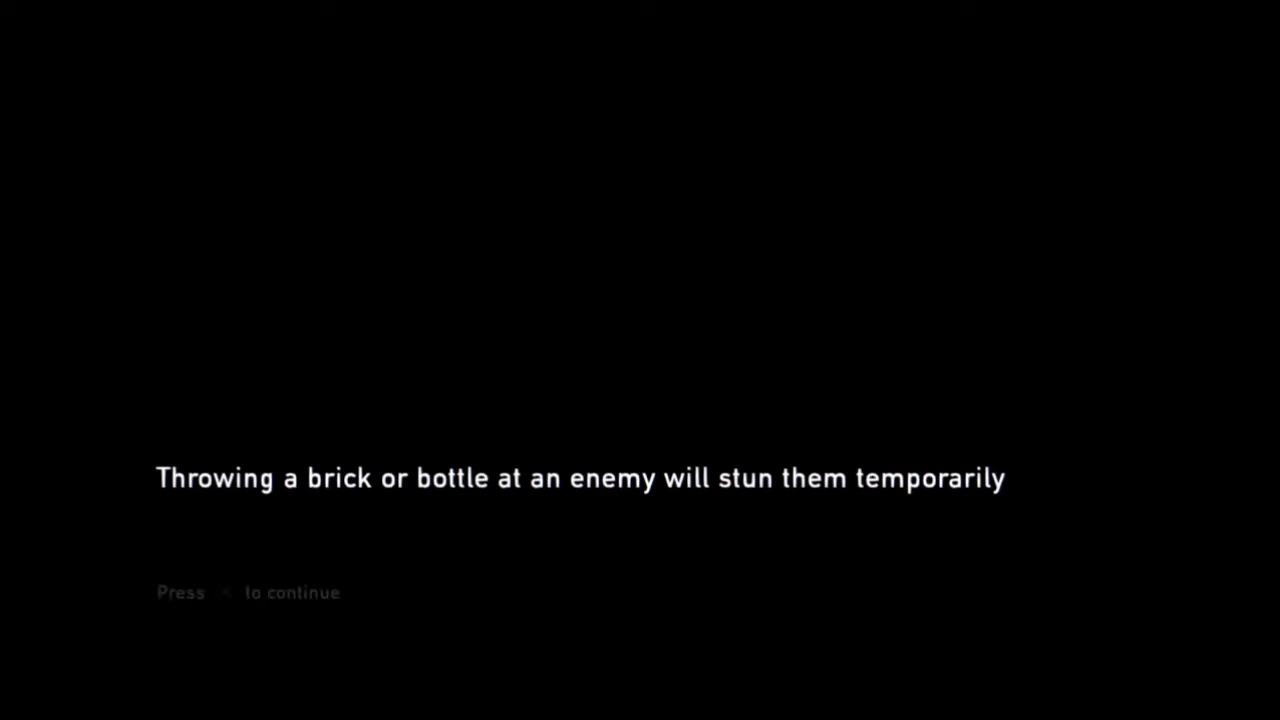 Throwing a brick or bottle at an enemy will stun them temporarily
Press × to continue